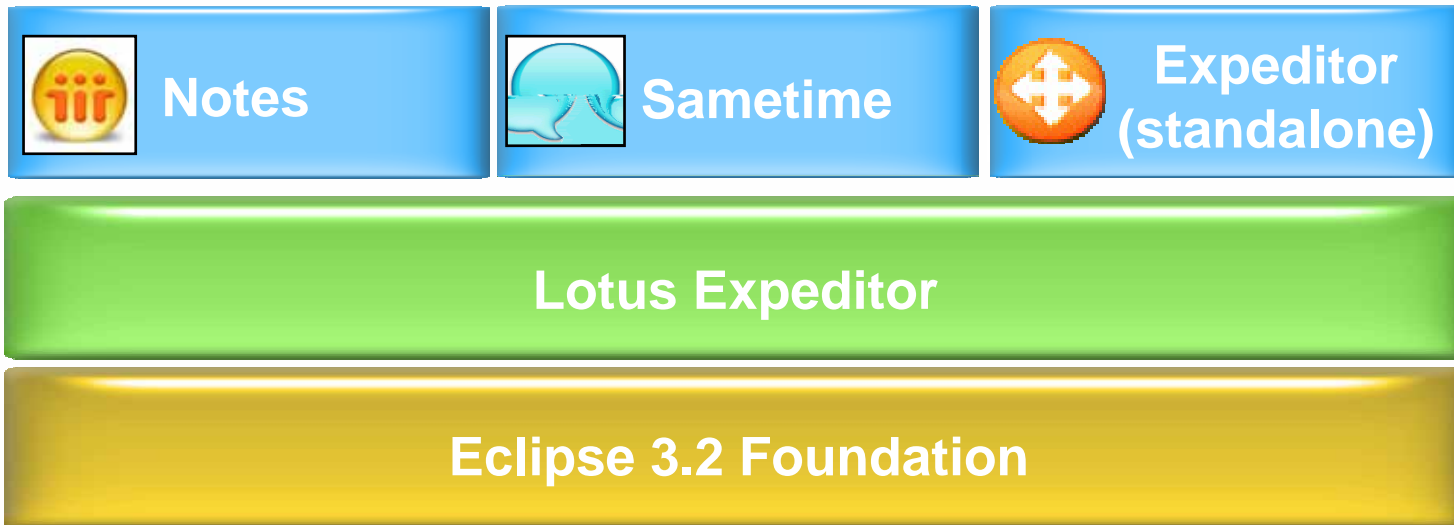 Notes
Sametime
Expeditor
(standalone)
Lotus Expeditor
Eclipse 3.2 Foundation